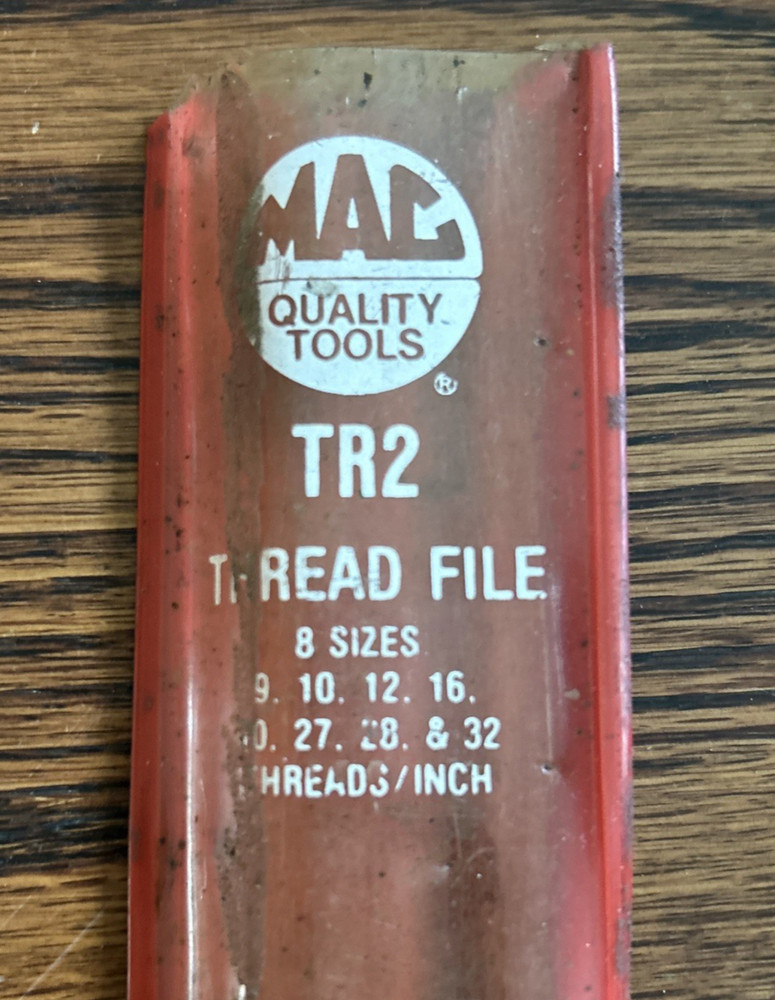 MAC
QUALITY
TOOLS
®
TR2
THREAD FILE
8 SIZES
9. 10. 12. 16.
27. 28. & 32
THREADS/INCH